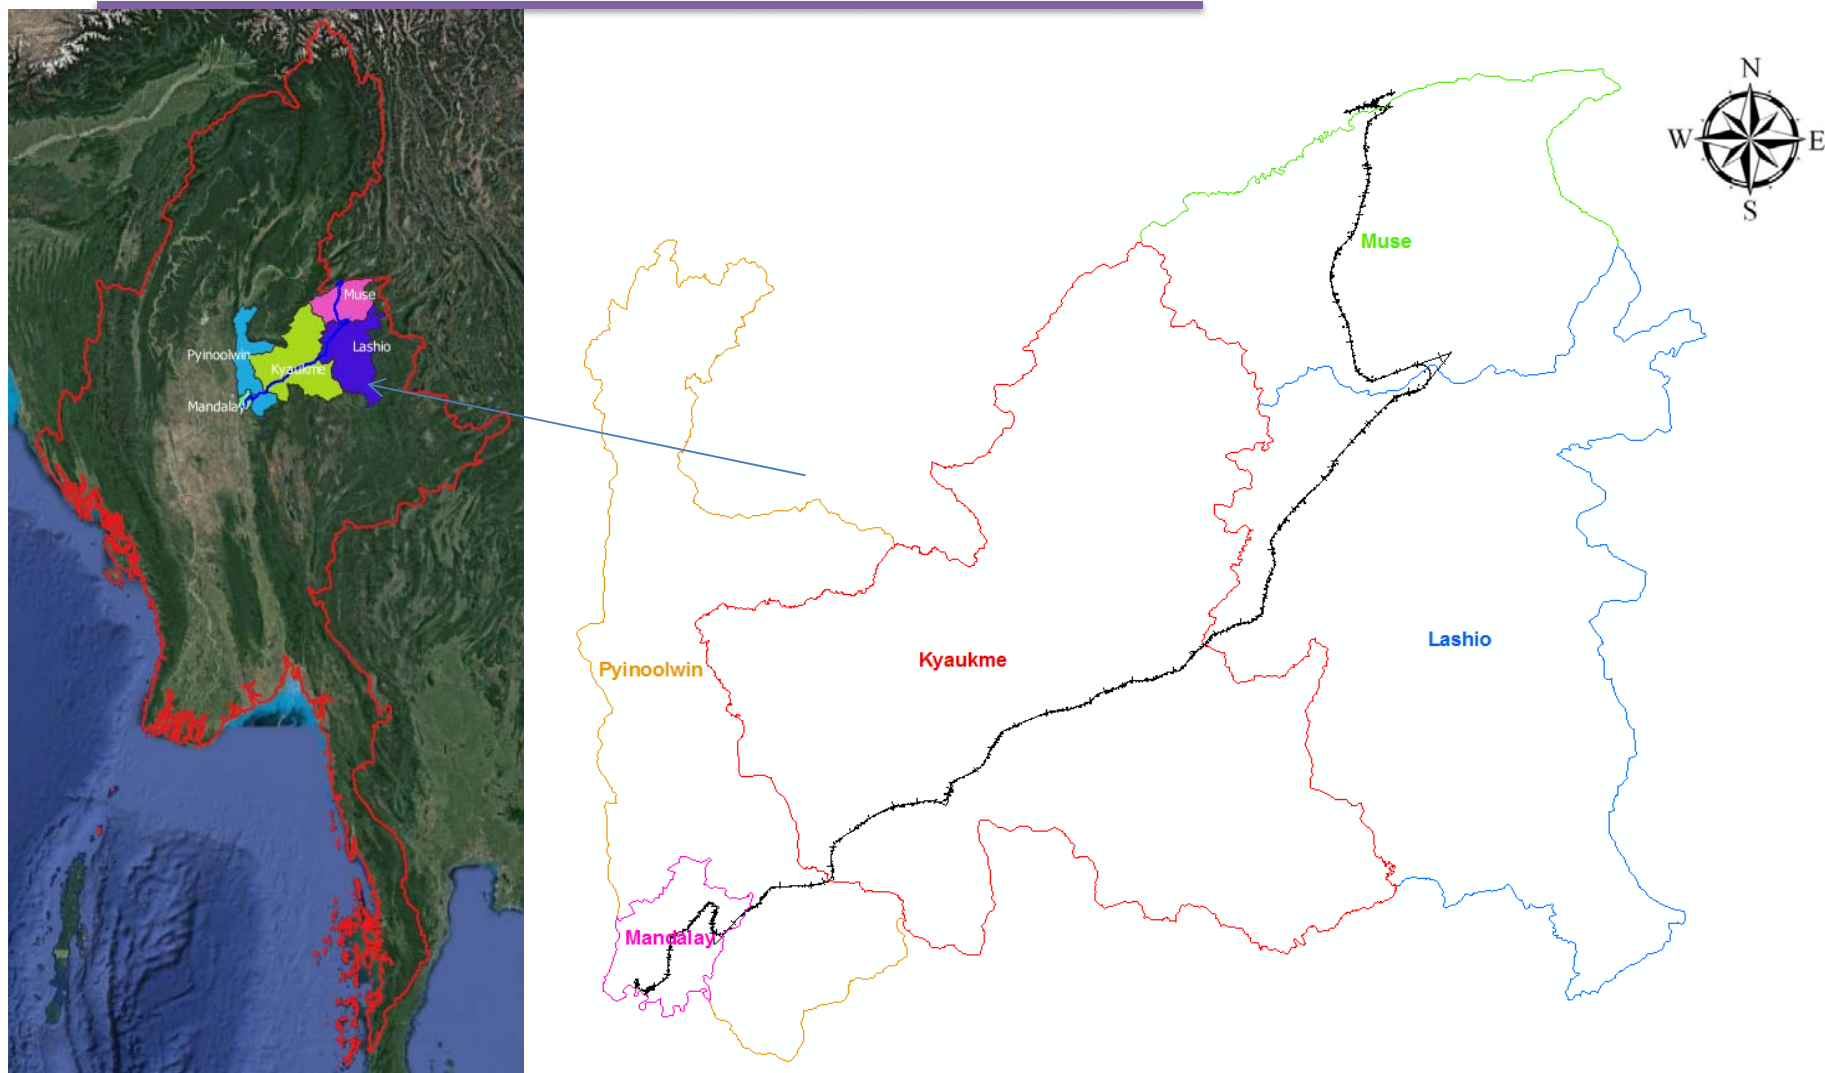 Muse
Lashio
Pyinoolwin
Kyaukme
Mandalay
N
W
E
S
Muse
Lashio
Kyaukme
Pyinoolwin
Mandalay